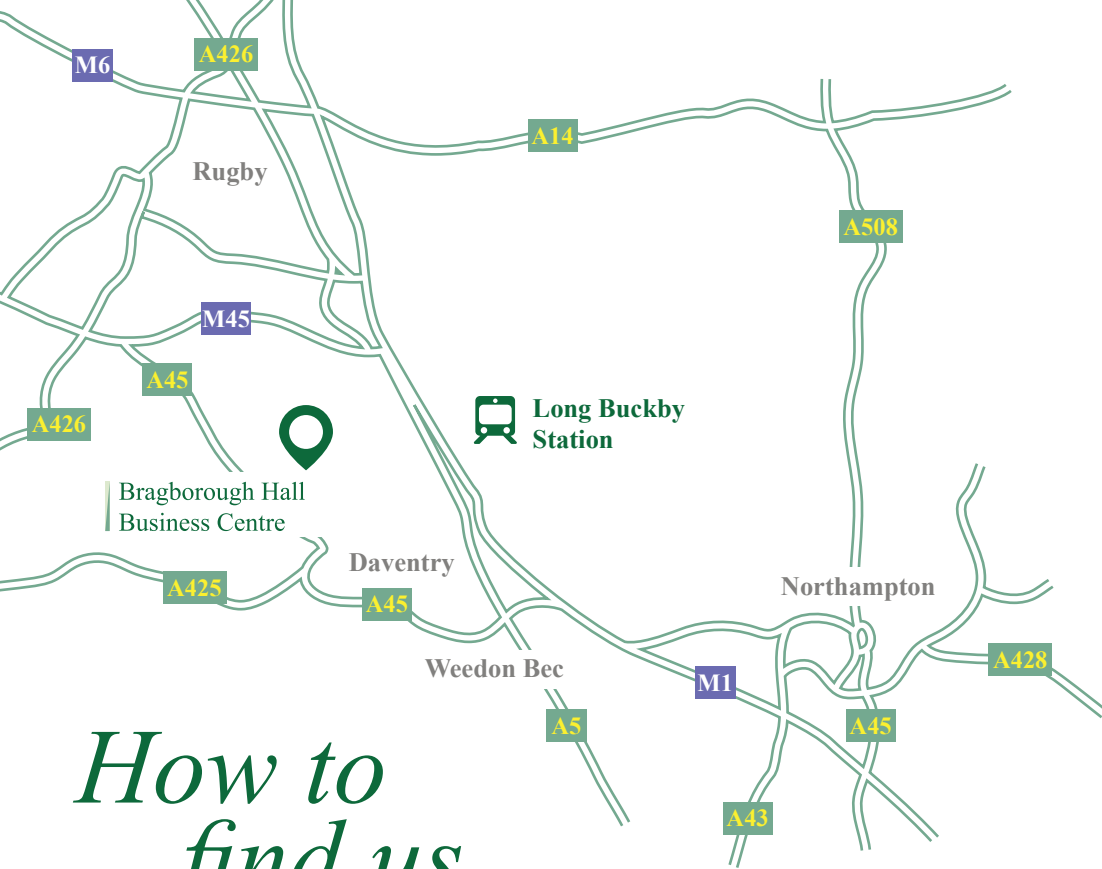 A426
M6
A14
Rugby
A508
M45
A45
Long Buckby
Station
A426
Bragborough Hall
Business Centre
Daventry
A425
A45
Northampton
Weedon Bec
A428
M1
A5
A45
How to
A43
find us